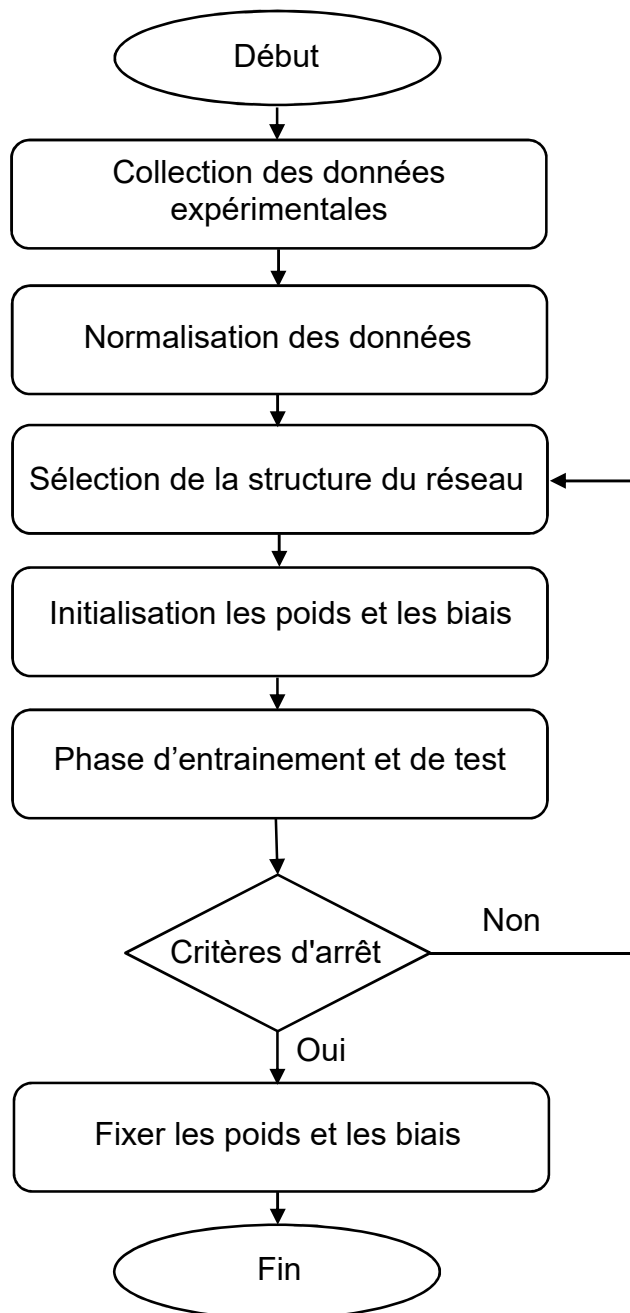 Début
Collection des données
expérimentales
Normalisation des données
Sélection de la structure du réseau
Initialisation les poids et les biais
Phase d’entrainement et de test
Critères d'arrêt
Non
Oui
Fixer les poids et les biais
Fin